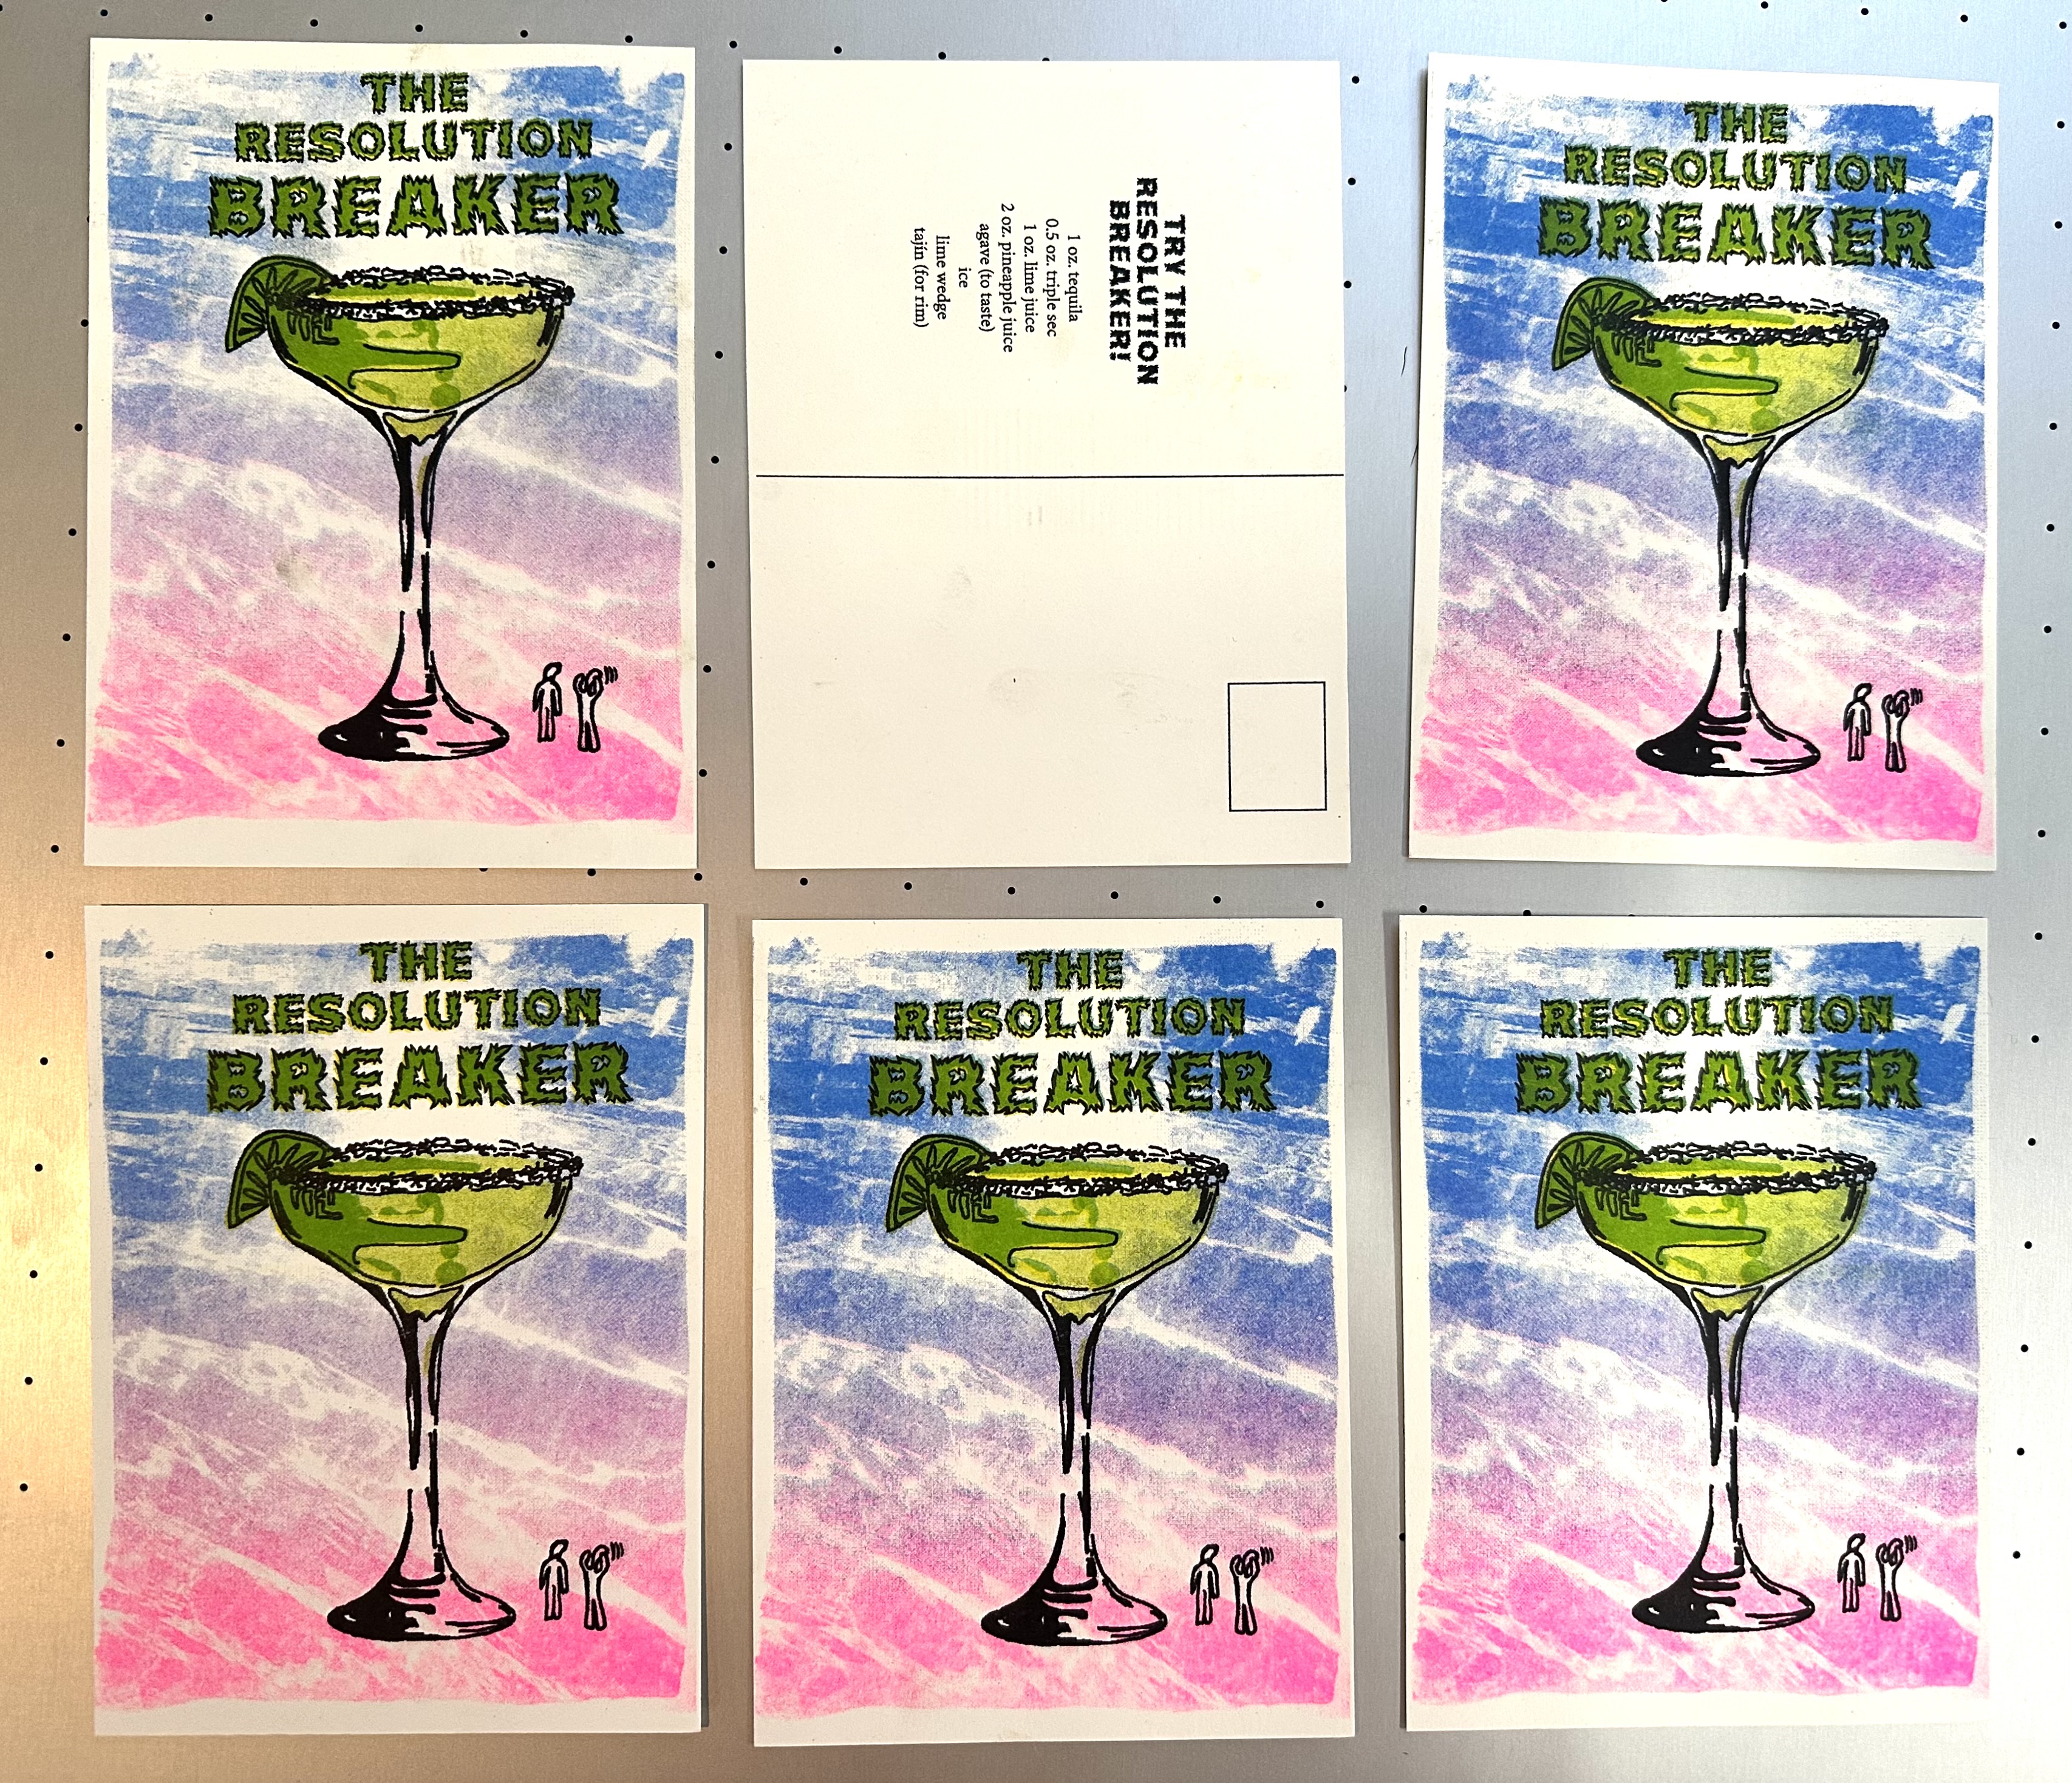 THE
RESOLUTION
BREAKER
TRY THE
RESOLUTION
BREAKER!
1 oz. tequila
0.5 oz. triple sec
1 oz. lime juice
2 oz. pineapple juice
agave (to taste)
ice
lime wedge
tajín (for rim)
THE
RESOLUTION
BREAKER
THE
RESOLUTION
BREAKER
THE
RESOLUTION
BREAKER
THE
RESOLUTION
BREAKER